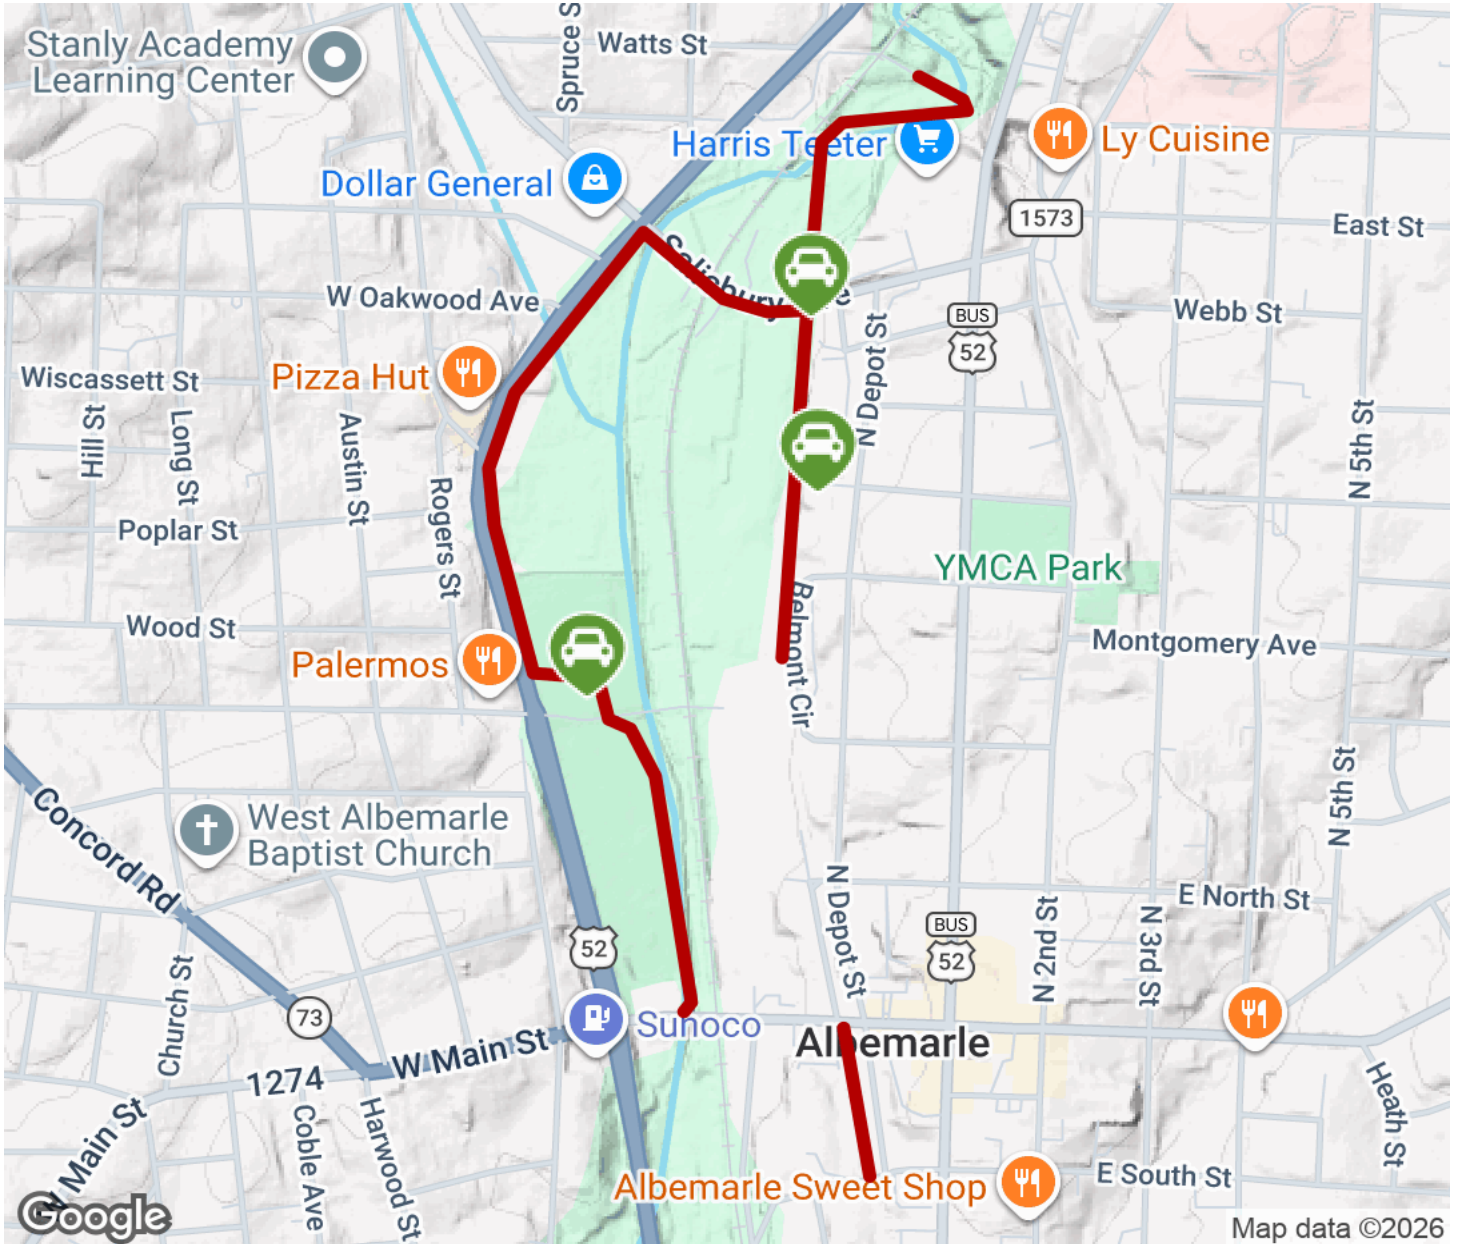 Stanly Academy
Learning Center
Spruce S
Watts St
Harris Teeter
Ly Cuisine
Dollar General
1573
East St
Salisbury
W Oakwood Ave
BUS
52
Webb St
Pizza Hut
Wiscassett St
N Depot St
Hill St
Long St
Austin St
Rogers St
N 5th St
Poplar St
YMCA Park
Belmont Cir
Wood St
Montgomery Ave
Palermos
Concord Rd
West Albemarle
Baptist Church
N 5th St
N Depot St
E North St
BUS
52
N 2nd St
N 3rd St
52
Church St
73
Sunoco
Albemarle
W Main St
1274
Heath St
W Main St
Coble Ave
Harwood St
Albemarle Sweet Shop
E South St
Google
Map data ©2026